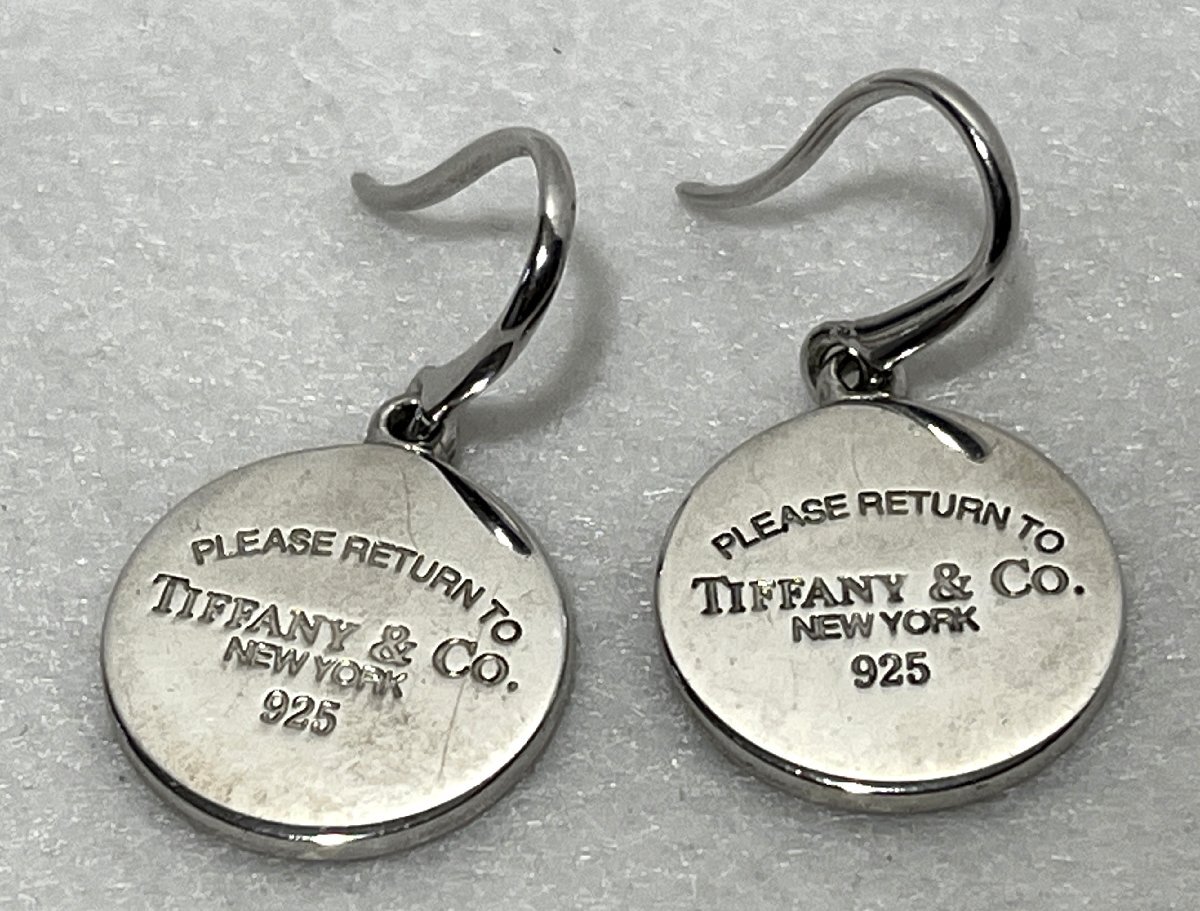 PLEASE RETURN TO
TIFFANY & CO.
NEW YORK
925
PLEASE RETURN TO
TIFFANY & CO.
NEW YORK
925